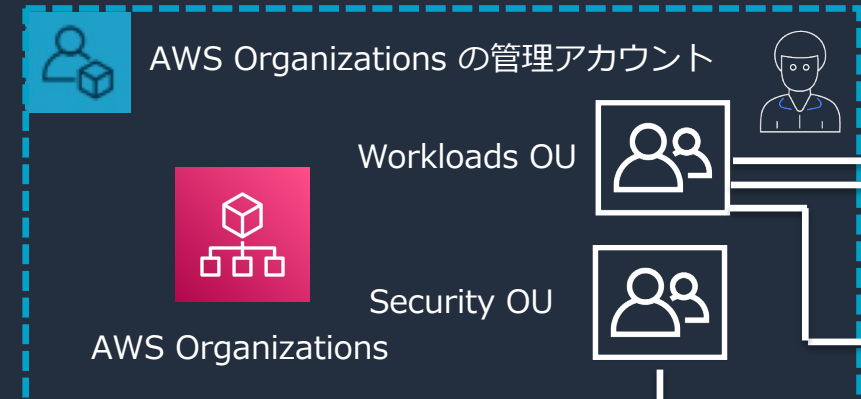 AWS Organizations の管理アカウント
Workloads OU
Security OU
AWS Organizations